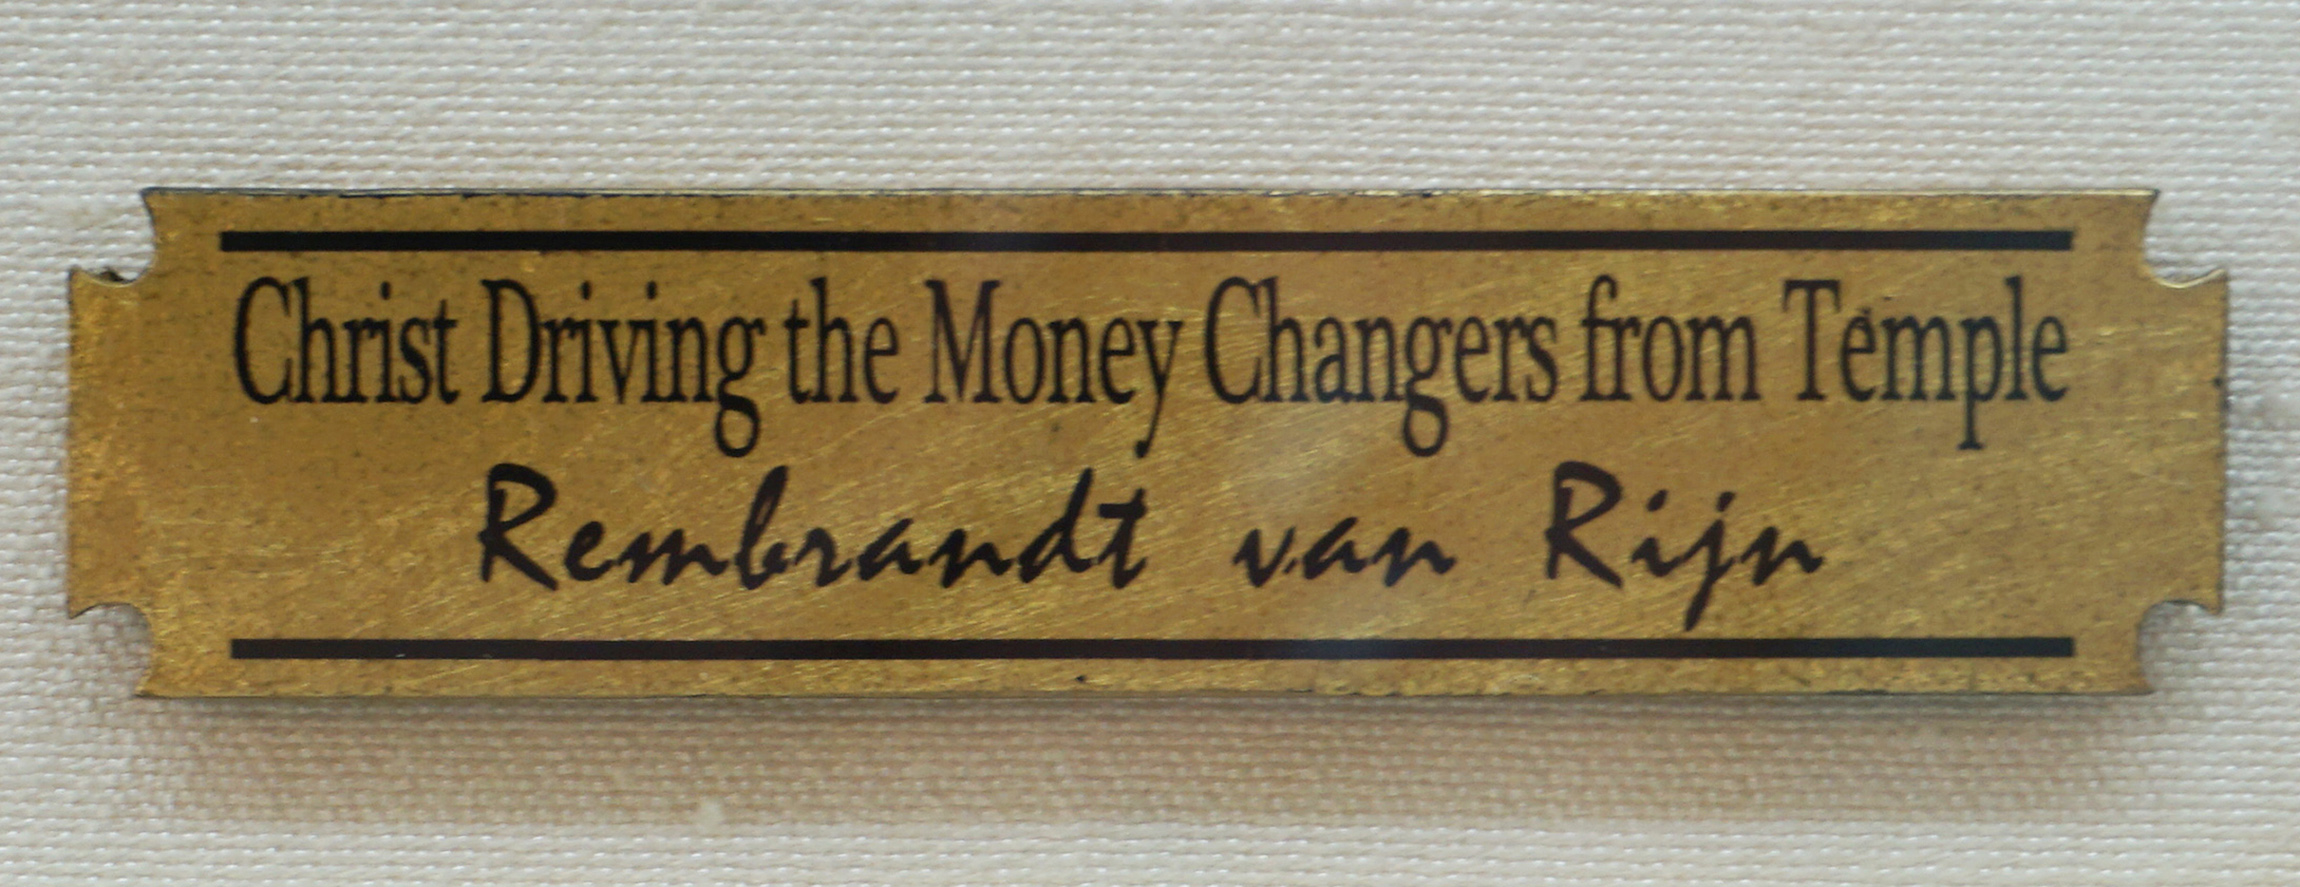 Christ Driving the Money Changers from Temple
Rembrandt van Rijn